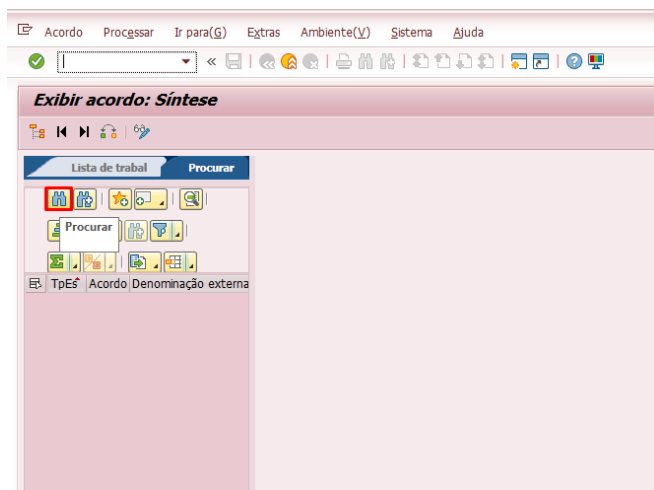 Acordo Processar Ir para(G) Extras Ambiente(V) Sistema Ajuda
Exibir acordo: Síntese
Lista de trabal Procurar
Procurar
TpEs Acordo Denominação externa